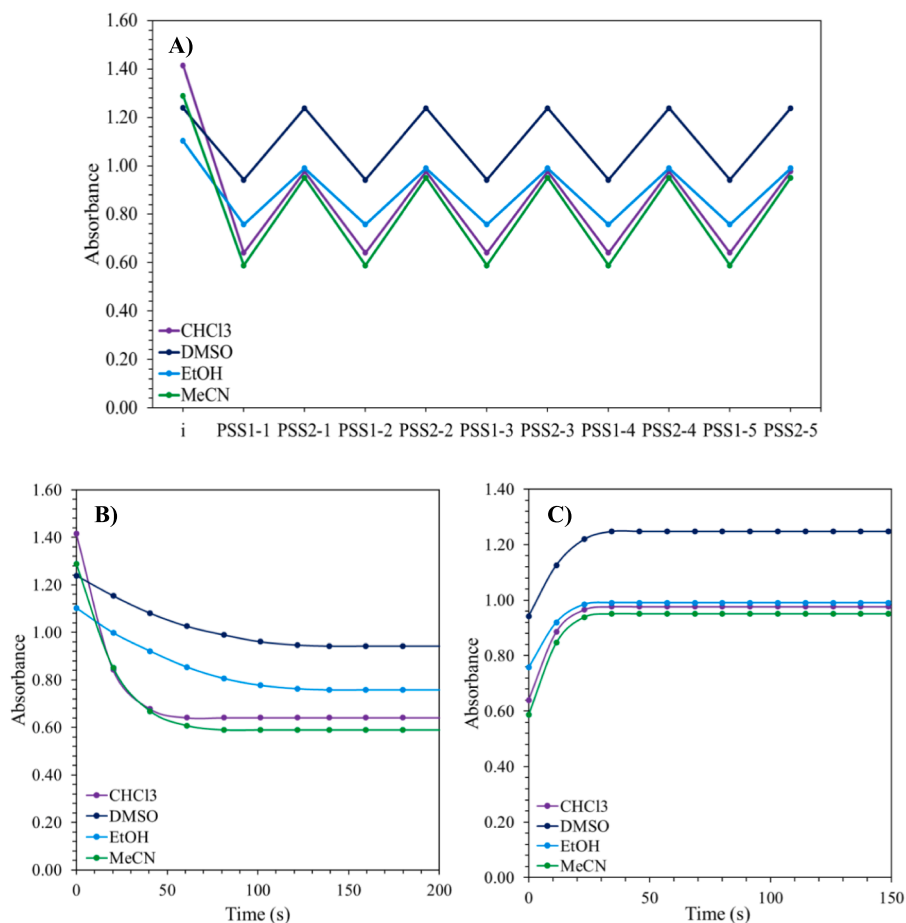 A)
1.60
1.40
1.20
1.00
0.80
0.60
0.40
0.20
0.00
Absorbance
CHCl3
DMSO
EtOH
MeCN
i PSS1-1 PSS2-1 PSS1-2 PSS2-2 PSS1-3 PSS2-3 PSS1-4 PSS2-4 PSS1-5 PSS2-5
B)
1.60
1.40
1.20
1.00
0.80
0.60
0.40
0.20
0.00
Absorbance
CHCl3
DMSO
EtOH
MeCN
0 50 100 150 200
Time (s)
C)
1.40
1.20
1.00
0.80
0.60
0.40
0.20
0.00
Absorbance
CHCl3
DMSO
EtOH
MeCN
0 50 100 150
Time (s)